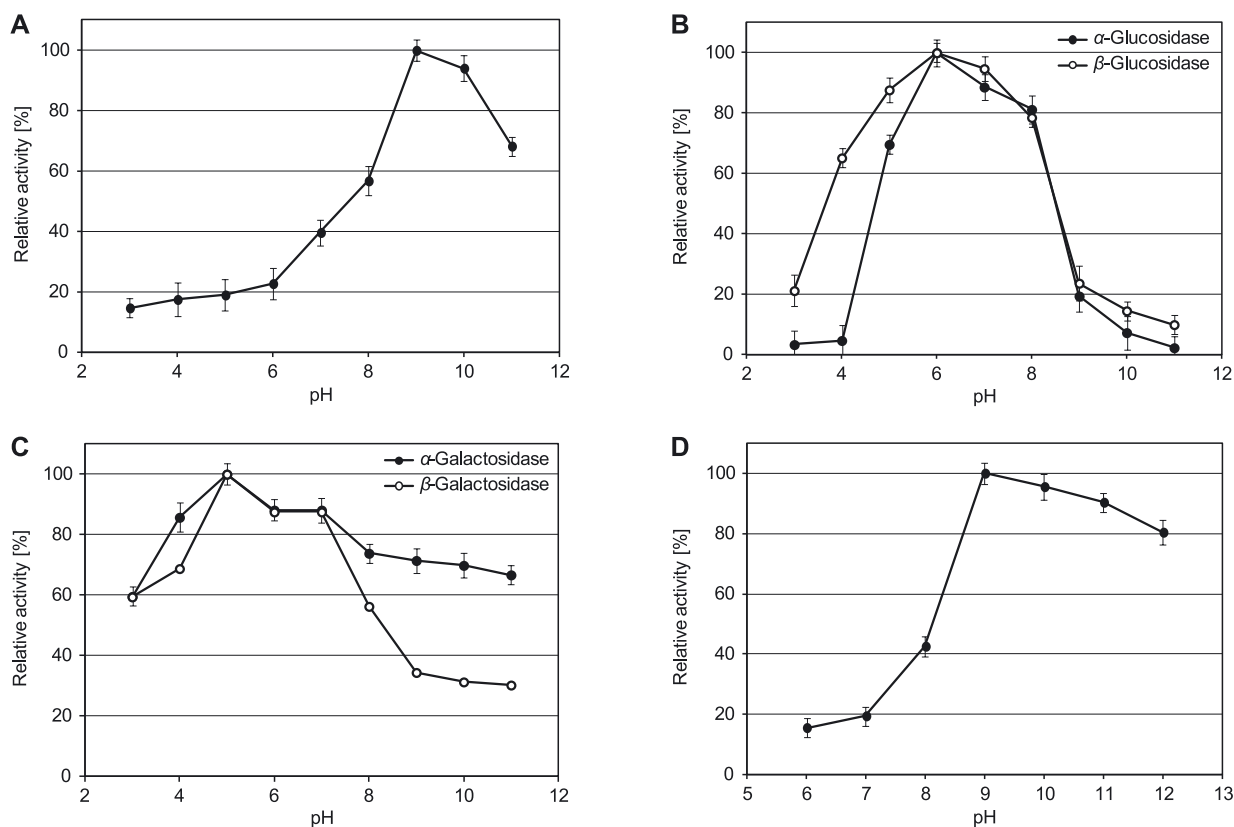 A
Relative activity [%]
100
80
60
40
20
0
2 4 6 8 10 12
pH
B
α-Glucosidase
β-Glucosidase
Relative activity [%]
100
80
60
40
20
0
2 4 6 8 10 12
pH
C
α-Galactosidase
β-Galactosidase
Relative activity [%]
100
80
60
40
20
0
2 4 6 8 10 12
pH
D
Relative activity [%]
100
80
60
40
20
0
5 6 7 8 9 10 11 12 13
pH